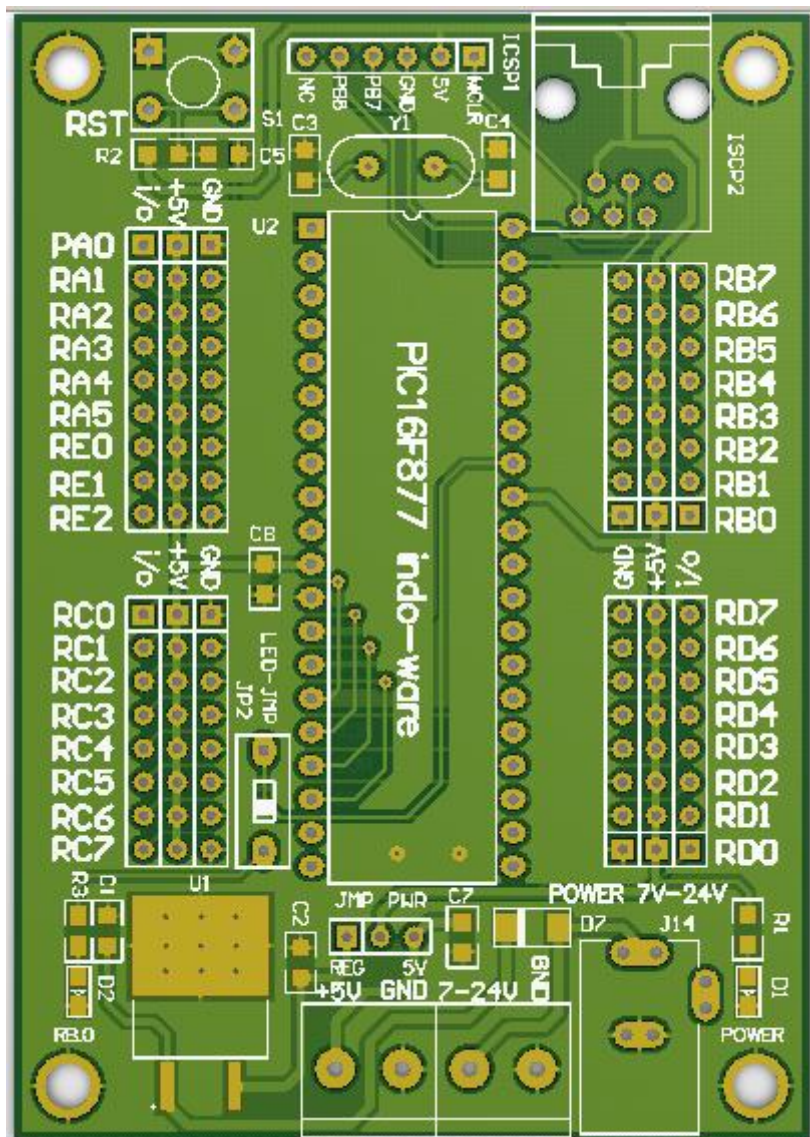 RST
S1
R2
C5
NC
PB6
PB7
GND
5V
MCLR
ICSP1
C3
Y1
C4
ISCP2
i/o +5V GND
U2
PA0
RA1
RA2
RA3
RA4
RA5
RE0
RE1
RE2
RB7
RB6
RB5
RB4
RB3
RB2
RB1
RB0
PIC16F877 indo-ware
i/o +5V GND
C8
GND +5V i/o
RC0
RC1
RC2
RC3
RC4
RC5
RC6
RC7
LED-JMP
JP2
RD7
RD6
RD5
RD4
RD3
RD2
RD1
RD0
R3
C1
U1
C2
JMP PWR
C7
POWER 7V-24V
D7
J14
R1
REG
5V
D2
D1
+5V GND 7-24V GND
RB.0
POWER